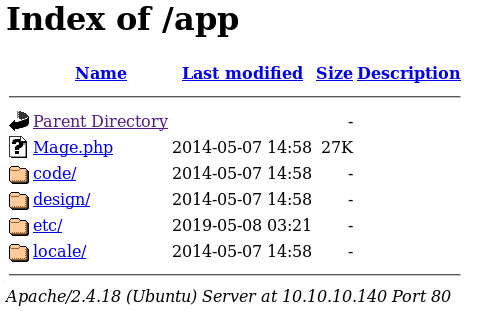 Index of /app
Name Last modified Size Description
Parent Directory -
Mage.php 2014-05-07 14:58 27K
code/ 2014-05-07 14:58 -
design/ 2014-05-07 14:58 -
etc/ 2019-05-08 03:21 -
locale/ 2014-05-07 14:58 -
Apache/2.4.18 (Ubuntu) Server at 10.10.10.140 Port 80